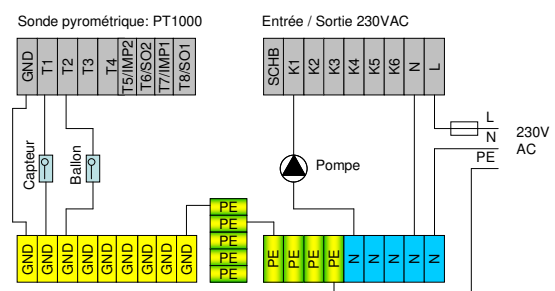 Sonde pyrométrique: PT1000
Entrée / Sortie 230VAC
GND
T1
T2
T3
T4
T5/IMP2
T6/SO2
T7/IMP1
T8/SO1
SCHB
K1
K2
K3
K4
K5
K6
N
L
L
N
PE
230V
AC
Capteur
Ballon
Pompe
PE
PE
PE
PE
PE
GND
GND
GND
GND
GND
GND
GND
GND
GND
PE
PE
PE
PE
N
N
N
N
N